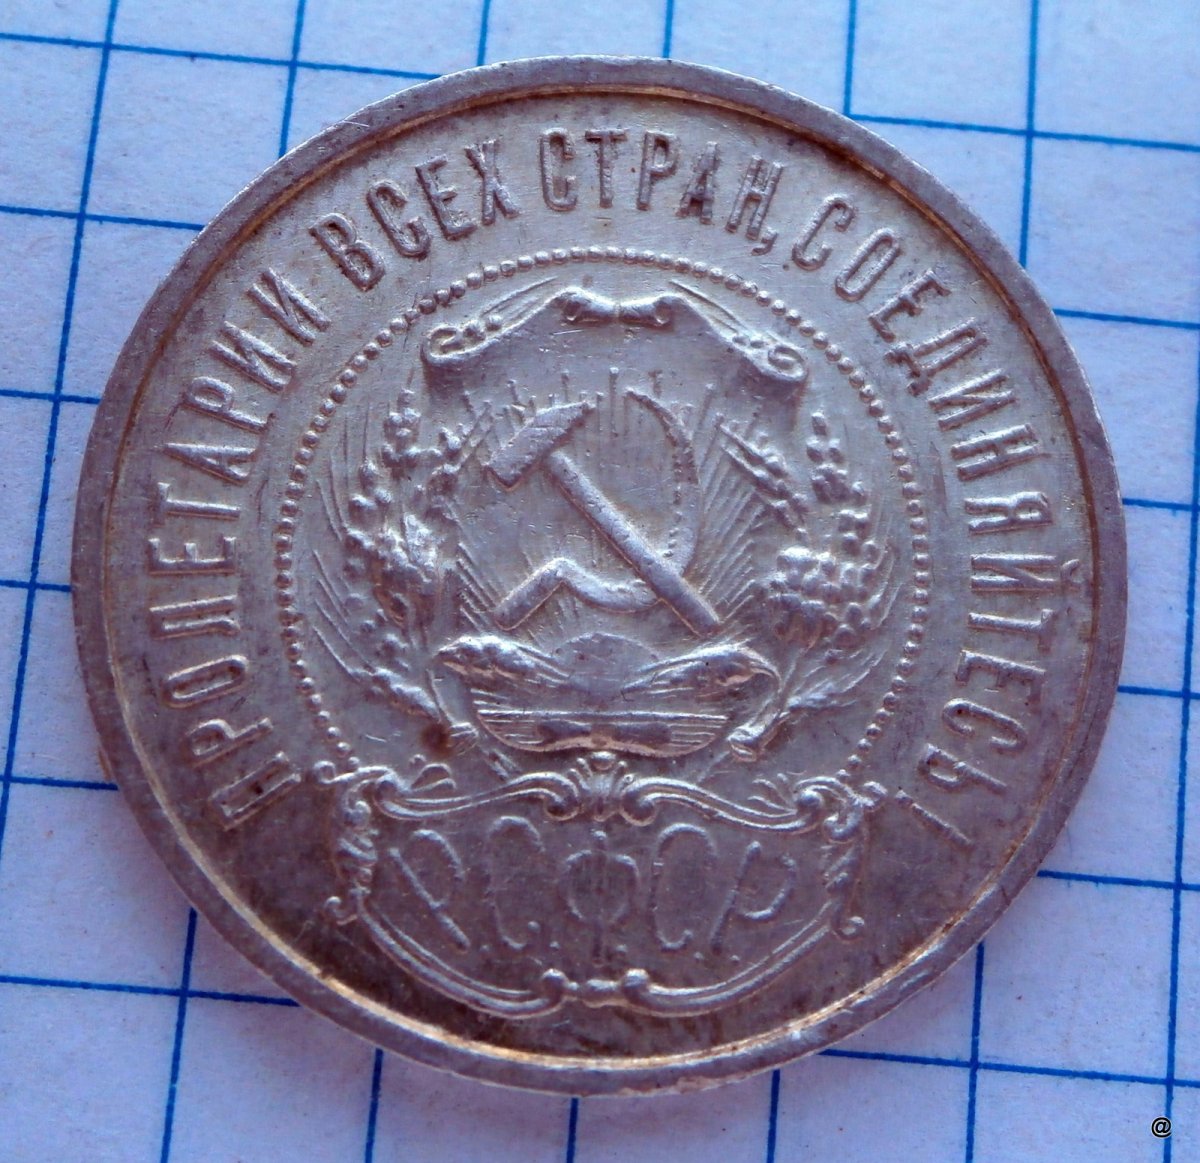 ПРОЛЕТАРИИ ВСЕХ СТРАН, СОЕДИНЯЙТЕСЬ!
Р.С.Ф.С.Р.
@